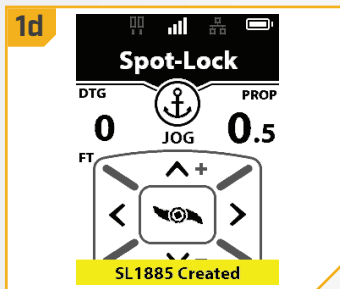 1d
Spot-Lock
DTG
PROP
0
JOG
0.5
FT
+
SL1885 Created